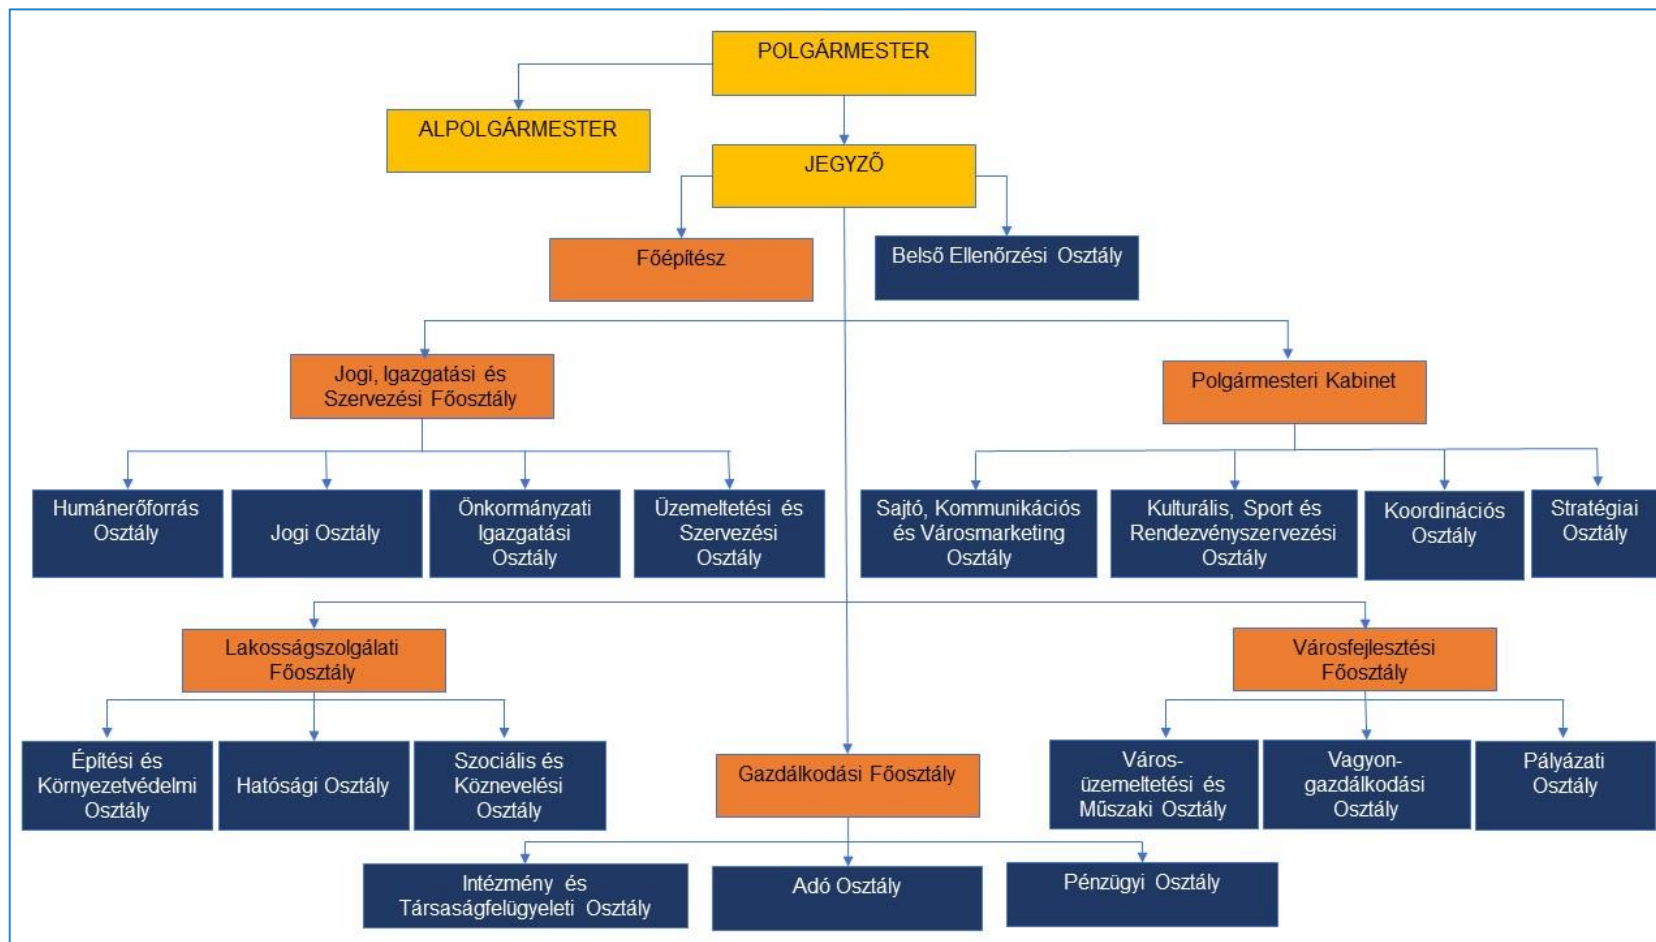 POLGÁRMESTER
ALPOLGÁRMESTER
JEGYZŐ
Főépítész
Belső Ellenőrzési Osztály
Jogi, Igazgatási és
Szervezési Főosztály
Polgármesteri Kabinet
Humánerőforrás
Osztály
Jogi Osztály
Önkormányzati
Igazgatási
Osztály
Üzemeltetési és
Szervezési
Osztály
Sajtó, Kommunikációs
és Városmarketing
Osztály
Kulturális, Sport és
Rendezvényszervezési
Osztály
Koordinációs
Osztály
Stratégiai
Osztály
Lakosságszolgálati
Főosztály
Városfejlesztési
Főosztály
Építési és
Környezetvédelmi
Osztály
Hatósági Osztály
Szociális és
Köznevelési
Osztály
Gazdálkodási Főosztály
Város-
üzemeltetési és
Műszaki Osztály
Vagyon-
gazdálkodási
Osztály
Pályázati
Osztály
Intézmény és
Társaságfelügyeleti Osztály
Adó Osztály
Pénzügyi Osztály